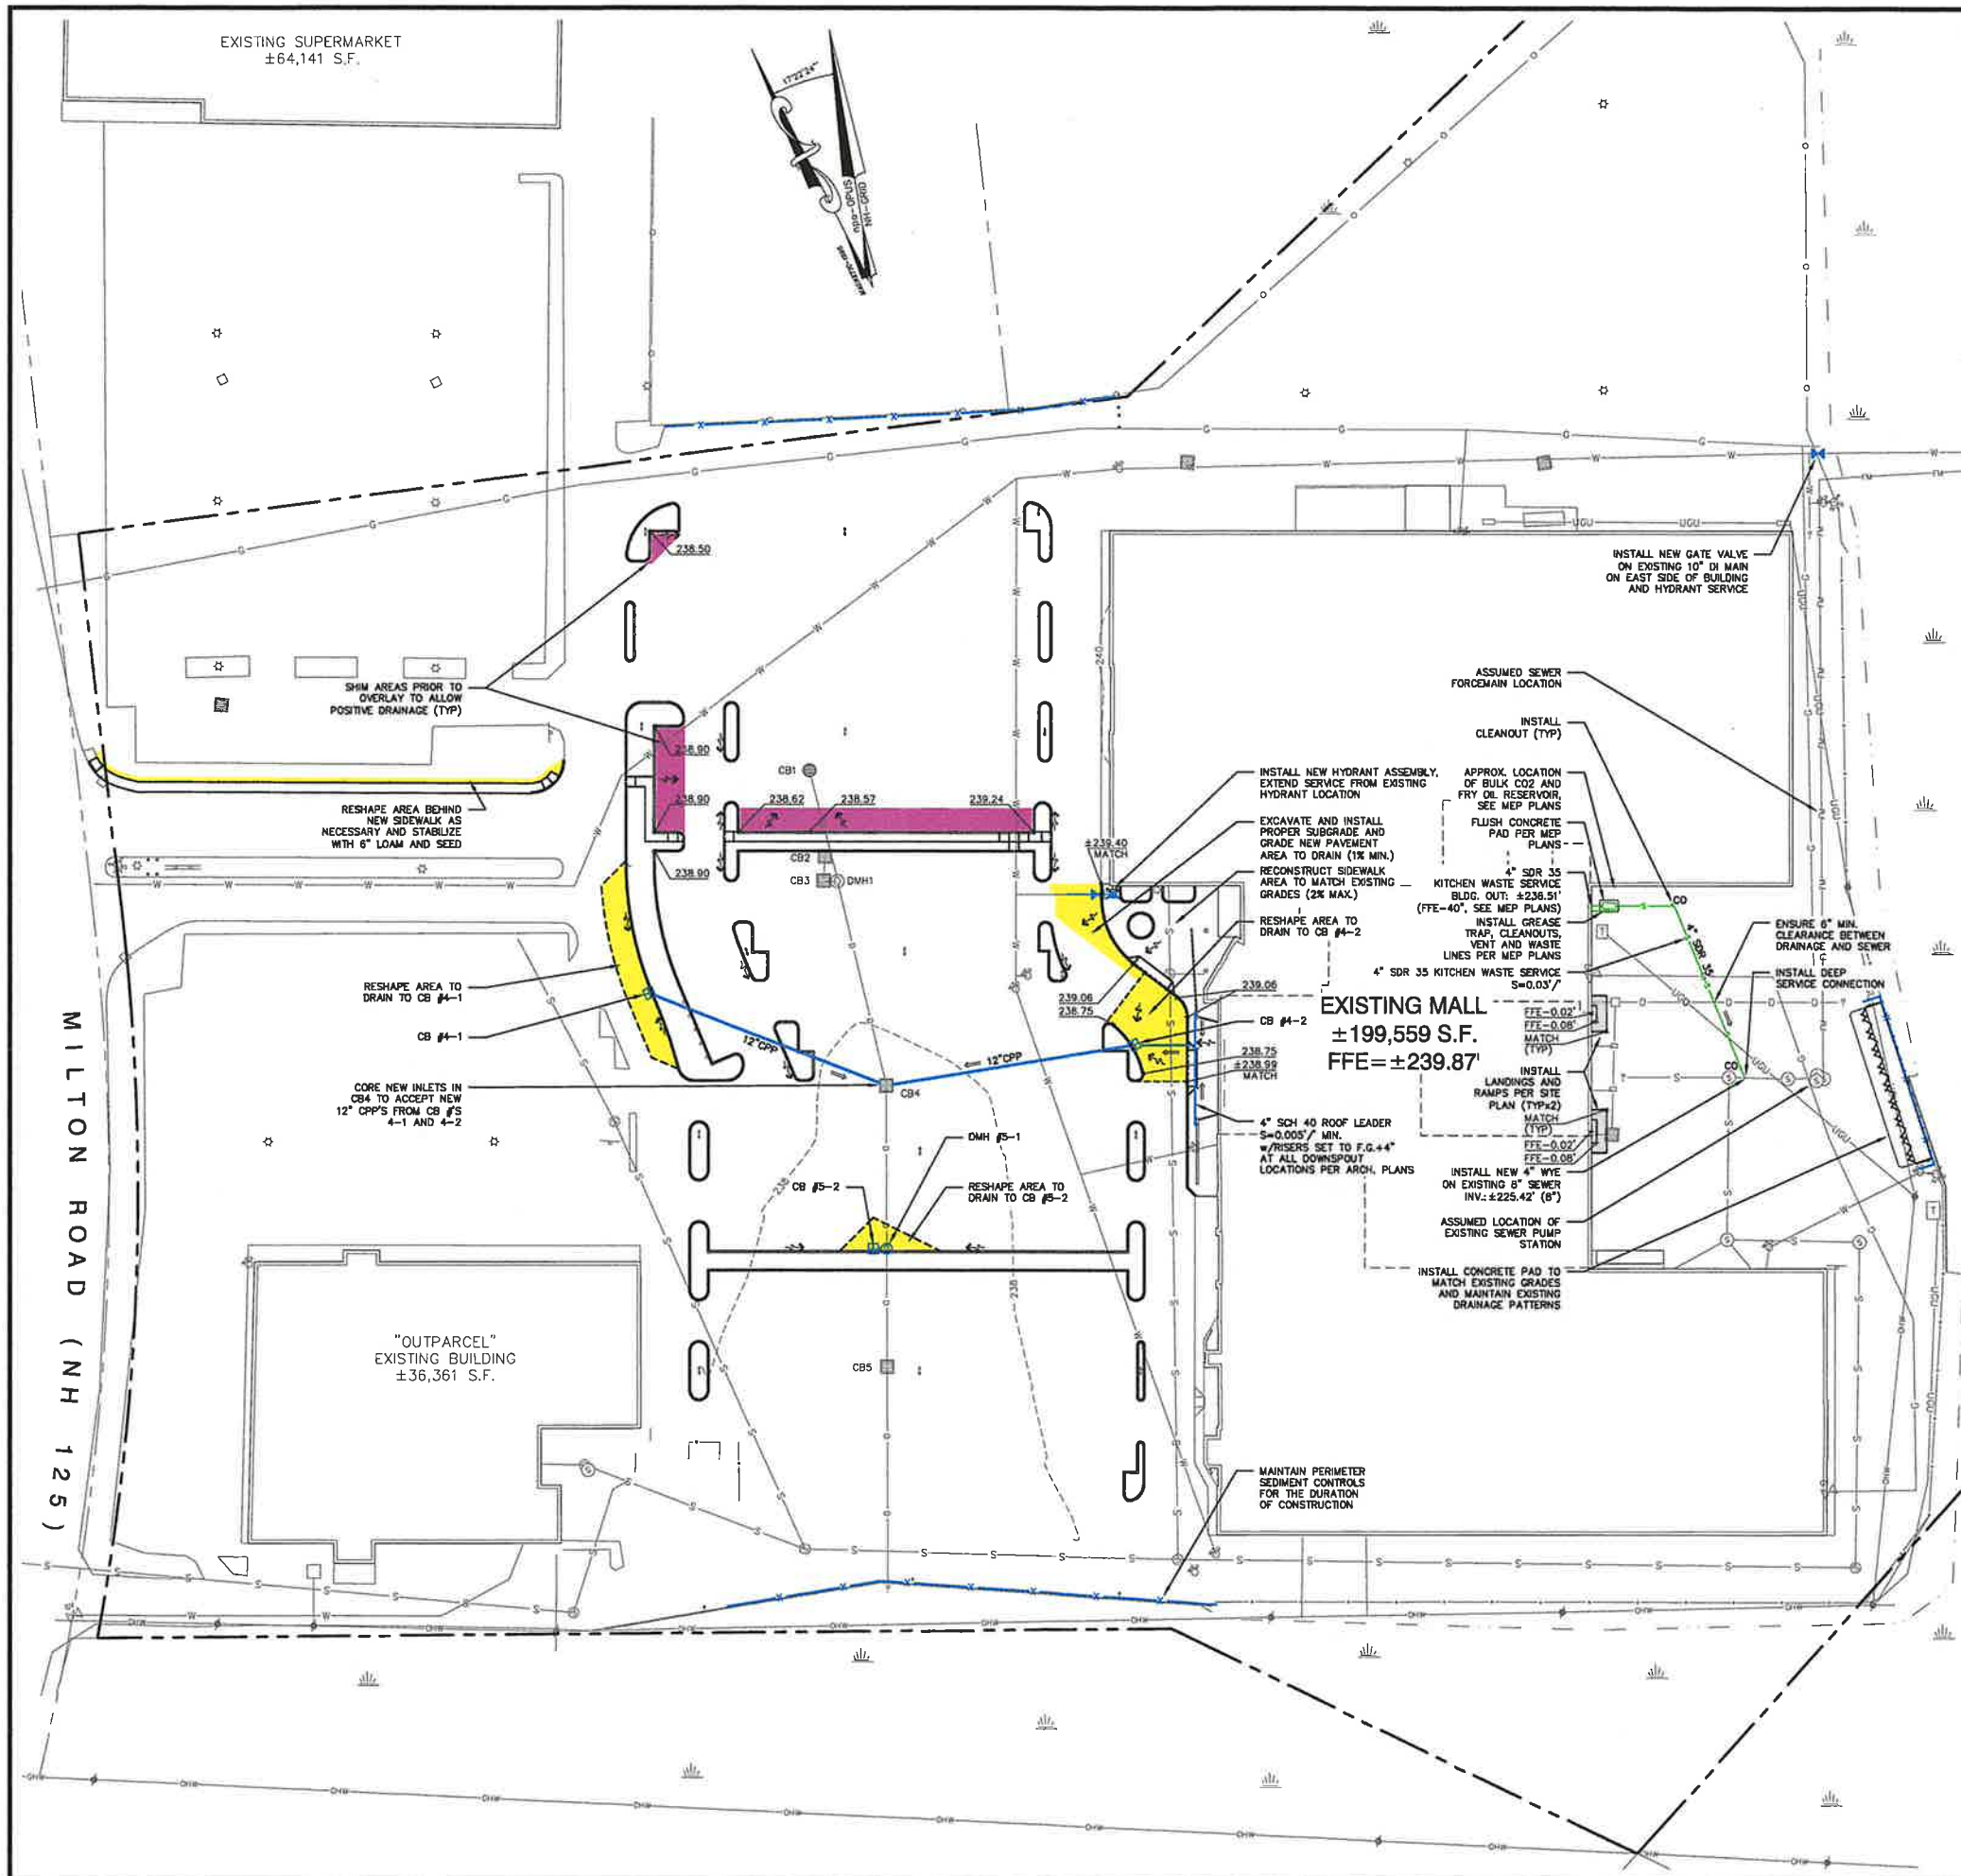 EXISTING SUPERMARKET
±64,141 S.F.
17°22'24"
NH-GRID
npo-OPUS
238.50
INSTALL NEW GATE VALVE
ON EXISTING 10" DI MAIN
ON EAST SIDE OF BUILDING
AND HYDRANT SERVICE
240
SHIM AREAS PRIOR TO
OVERLAY TO ALLOW
POSITIVE DRAINAGE (TYP)
ASSUMED SEWER
FORCEMAIN LOCATION
INSTALL
CLEANOUT (TYP)
238.90
CB1
238.90
238.62
238.57
239.24
RESHAPE AREA BEHIND
NEW SIDEWALK AS
NECESSARY AND STABILIZE
WITH 6" LOAM AND SEED
INSTALL NEW HYDRANT ASSEMBLY,
EXTEND SERVICE FROM EXISTING
HYDRANT LOCATION
APPROX. LOCATION
OF BULK CO2 AND
FRY OIL RESERVOIR,
SEE MEP PLANS
EXCAVATE AND INSTALL
PROPER SUBGRADE AND
GRADE NEW PAVEMENT
AREA TO DRAIN (1% MIN.)
FLUSH CONCRETE
PAD PER MEP
PLANS
±239.40
MATCH
CB2
CB3
DMH1
238.90
RECONSTRUCT SIDEWALK
AREA TO MATCH EXISTING
GRADES (2% MAX.)
4" SDR 35
KITCHEN WASTE SERVICE
BLDG. OUT: ±236.51'
(FFE-40", SEE MEP PLANS)
CO
RESHAPE AREA TO
DRAIN TO CB #4-2
INSTALL GREASE
TRAP, CLEANOUTS,
VENT AND WASTE
LINES PER MEP PLANS
ENSURE 6" MIN.
CLEARANCE BETWEEN
DRAINAGE AND SEWER
4" SDR 35
4" SDR 35 KITCHEN WASTE SERVICE
S=0.03'/'
INSTALL DEEP
SERVICE CONNECTION
RESHAPE AREA TO
DRAIN TO CB #4-1
239.06
239.06
238.75
EXISTING MALL
±199,559 S.F.
FFE=±239.87'
FFE-0.02'
FFE-0.08'
MATCH
(TYP)
CB #4-1
CB #4-2
12"CPP
12"CPP
238.75
±238.99
MATCH
INSTALL
LANDINGS AND
RAMPS PER SITE
PLAN (TYPx2)
CO
CORE NEW INLETS IN
CB4 TO ACCEPT NEW
12" CPP'S FROM CB #'S
4-1 AND 4-2
CB4
4" SCH 40 ROOF LEADER
S=0.005'/' MIN.
w/RISERS SET TO F.G.+4"
AT ALL DOWNSPOUT
LOCATIONS PER ARCH. PLANS
MATCH
(TYP)
FFE-0.02'
FFE-0.08'
DMH #5-1
CB #5-2
RESHAPE AREA TO
DRAIN TO CB #5-2
238
238
INSTALL NEW 4" WYE
ON EXISTING 8" SEWER
INV.: ±225.42' (8")
ASSUMED LOCATION OF
EXISTING SEWER PUMP
STATION
INSTALL CONCRETE PAD TO
MATCH EXISTING GRADES
AND MAINTAIN EXISTING
DRAINAGE PATTERNS
MILTON ROAD (NH 125)
"OUTPARCEL"
EXISTING BUILDING
±36,361 S.F.
CB5
MAINTAIN PERIMETER
SEDIMENT CONTROLS
FOR THE DURATION
OF CONSTRUCTION